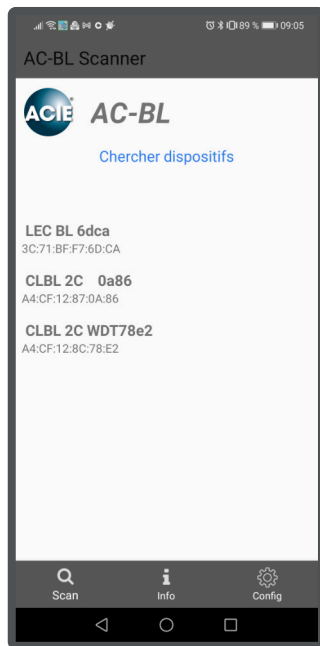 89 % 09:05
AC-BL Scanner
ACIE AC-BL
Chercher dispositifs
LEC BL 6dca
3C:71:BF:F7:6D:CA
CLBL 2C 0a86
A4:CF:12:87:0A:86
CLBL 2C WDT78e2
A4:CF:12:8C:78:E2
Scan Info Config